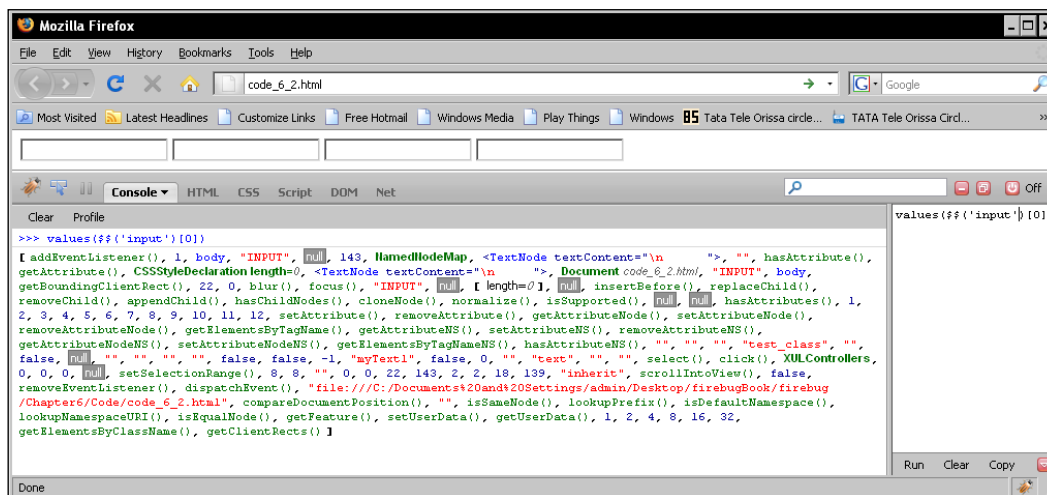 Mozilla Firefox
File Edit View History Bookmarks Tools Help
code_6_2.html
G Google
Most Visited Latest Headlines Customize Links Free Hotmail Windows Media Play Things Windows 85 Tata Tele Orissa circle... TATA Tele Orissa Circl... »
Console HTML CSS Script DOM Net Off
Clear Profile
values($$('input')[0])
>>> values($$('input')[0])
[ addEventListener(), 1, body, "INPUT", null, 143, NamedNodeMap, <TextNode textContent="\n ">, "", hasAttribute(),
getAttribute(), CSSStyleDeclaration length=0, <TextNode textContent="\n ">, Document code_6_2.html, "INPUT", body,
getBoundingClientRect(), 22, 0, blur(), focus(), "INPUT", null, [ length=0 ], null, insertBefore(), replaceChild(),
removeChild(), appendChild(), hasChildNodes(), cloneNode(), normalize(), isSupported(), null, null, hasAttributes(), 1,
2, 3, 4, 5, 6, 7, 8, 9, 10, 11, 12, setAttribute(), removeAttribute(), getAttributeNode(), setAttributeNode(),
removeAttributeNode(), getElementsByTagName(), getAttributeNS(), setAttributeNS(), removeAttributeNS(),
getAttributeNodeNS(), setAttributeNodeNS(), getElementsByTagNameNS(), hasAttributeNS(), "", "", "", "test_class", "",
false, null, "", "", "", "", false, false, -1, "myText1", false, 0, "", "text", "", "", select(), click(), XULControllers,
0, 0, 0, null, setSelectionRange(), 8, 8, "", 0, 0, 22, 143, 2, 2, 18, 139, "inherit", scrollIntoView(), false,
removeEventListener(), dispatchEvent(), "file:///C:/Documents%20and%20Settings/admin/Desktop/firebugBook/firebug
/Chapter6/Code/code_6_2.html", compareDocumentPosition(), "", isSameNode(), lookupPrefix(), isDefaultNamespace(),
lookupNamespaceURI(), isEqualNode(), getFeature(), setUserData(), getUserData(), 1, 2, 4, 8, 16, 32,
getElementsByClassName(), getClientRects() ]
Run Clear Copy
Done